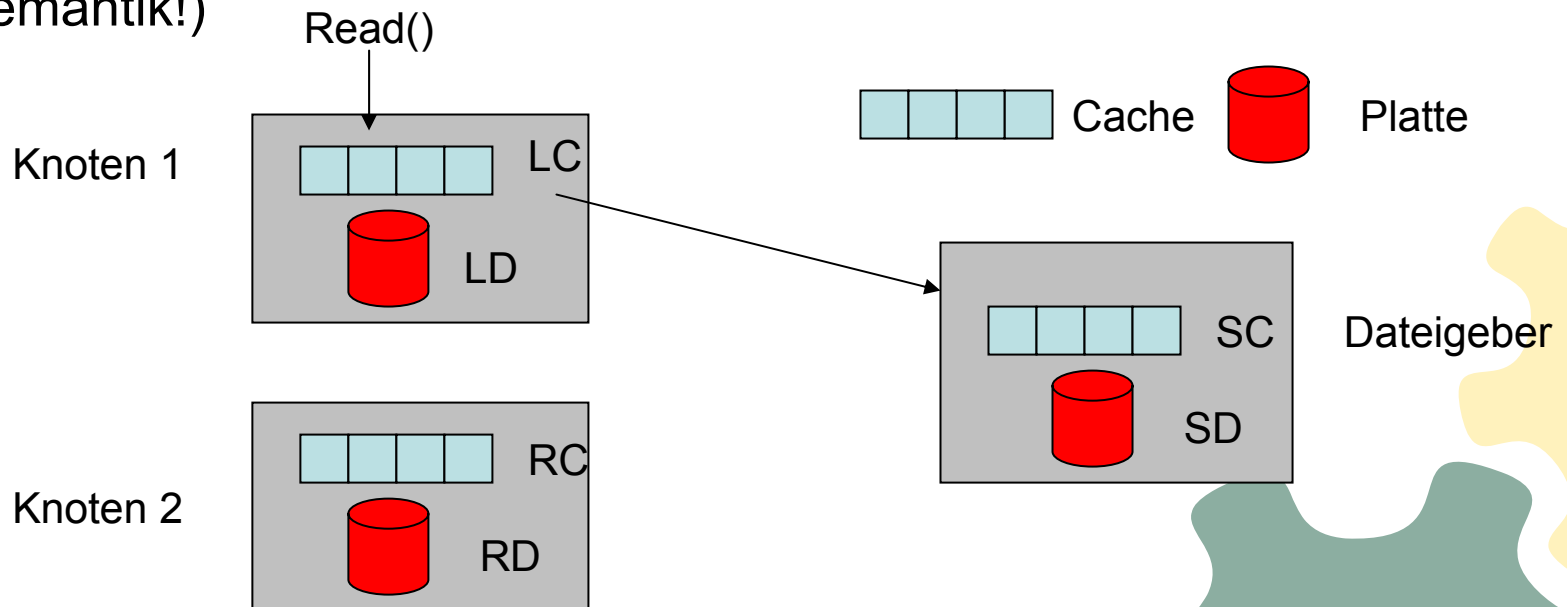 emantik!)
Read()
Cache
Platte
Knoten 1
LC
LD
SC
Dateigeber
SD
RC
Knoten 2
RD